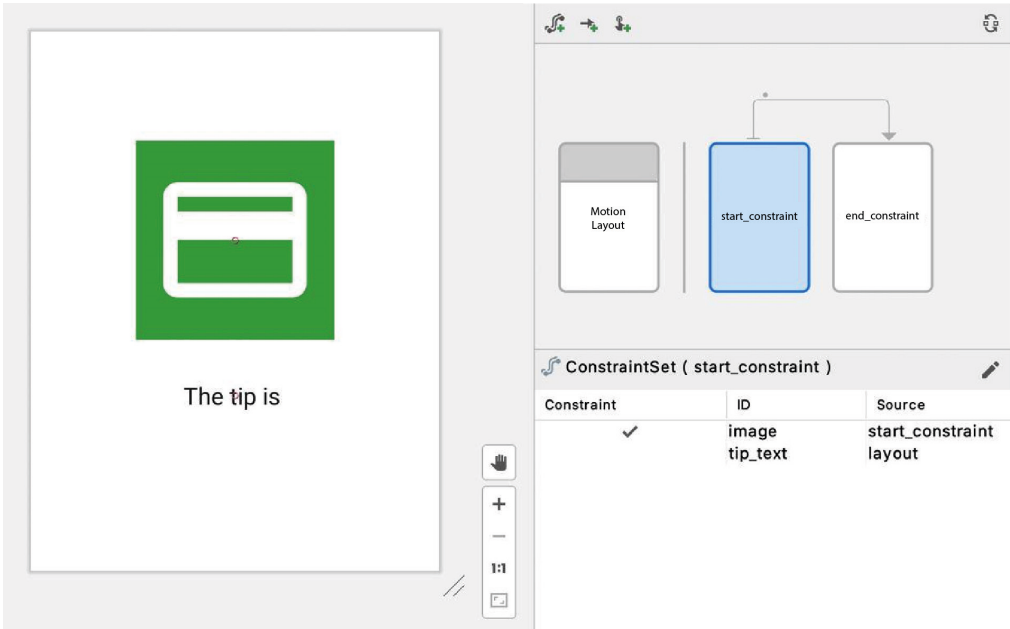 The tip is
1:1
Motion
Layout
start_constraint
end_constraint
ConstraintSet ( start_constraint )
Constraint ID Source
image start_constraint
tip_text layout